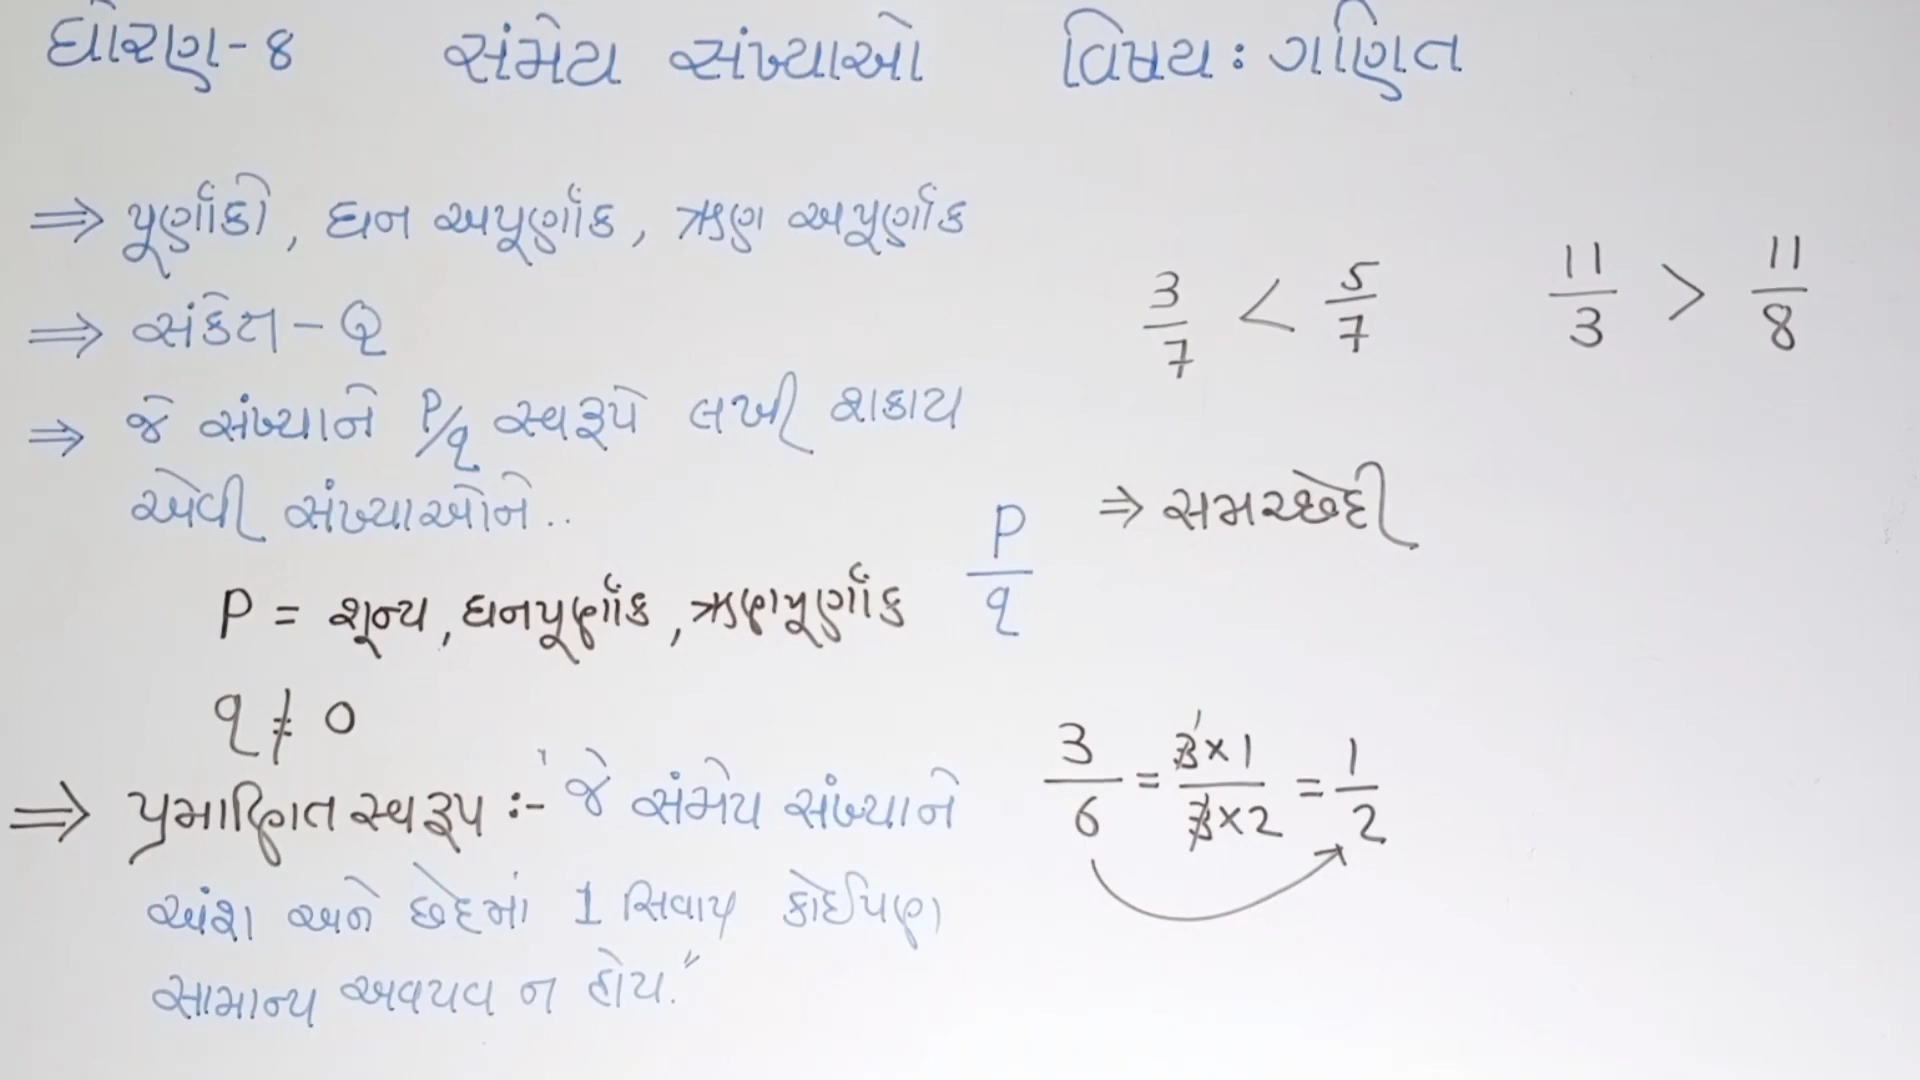 ધોરણ-૪ સંમેય સંખ્યાઓ વિષય : ગણિત
⇒ પૂર્ણાંકો, ધન અપૂર્ણાંક, ઋણ અપૂર્ણાંક
⇒ સંકેત - Q
⇒ જે સંખ્યાને P/q સ્વરૂપે લખી શકાય
એવી સંખ્યાઓને..
P = શૂન્ય, ધનપૂર્ણાંક, ઋણપૂર્ણાંક
q ≠ 0
⇒ પ્રમાણિત સ્વરૂપ :- "જે સંમેય સંખ્યાને
અંશ અને છેદમાં 1 સિવાય કોઈપણ
સામાન્ય અવયવ ન હોય."
P/q
3/7 < 5/7 11/3 > 11/8
⇒ સમચ્છેદી
3/6 = 3×1/3×2 = 1/2